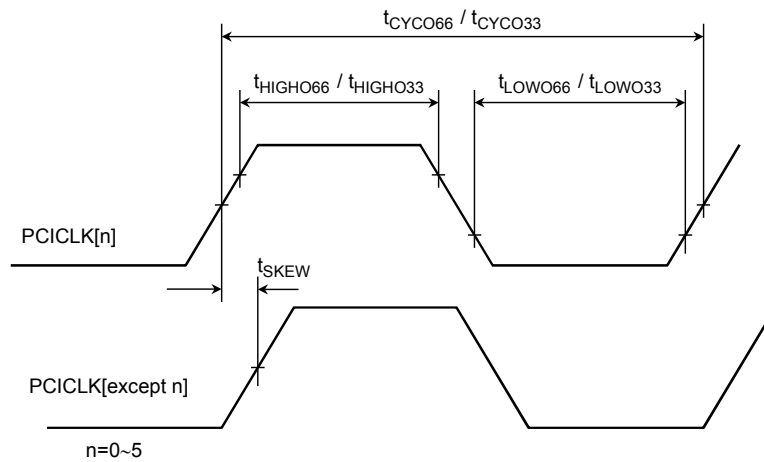 tCYCO66 / tCYCO33
tHIGHO66 / tHIGHO33
tLOWO66 / tLOWO33
PCICLK[n]
tSKEW
PCICLK[except n]
n=0~5